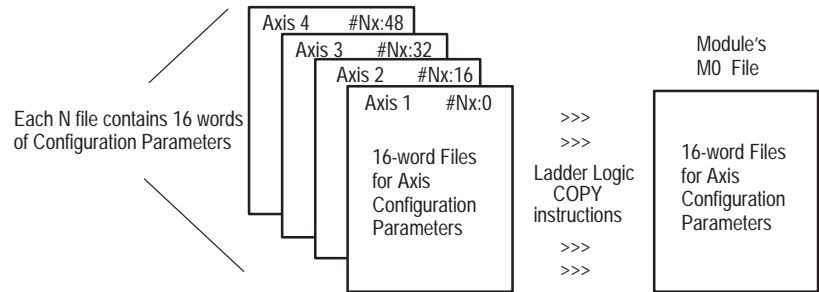 Axis 4 #Nx:48
Axis 3 #Nx:32
Axis 2 #Nx:16
Axis 1 #Nx:0
Each N file contains 16 words
of Configuration Parameters
16-word Files
for Axis
Configuration
Parameters
>>>
>>>
Ladder Logic
COPY
instructions
>>>
>>>
Module's
M0 File
16-word Files
for Axis
Configuration
Parameters